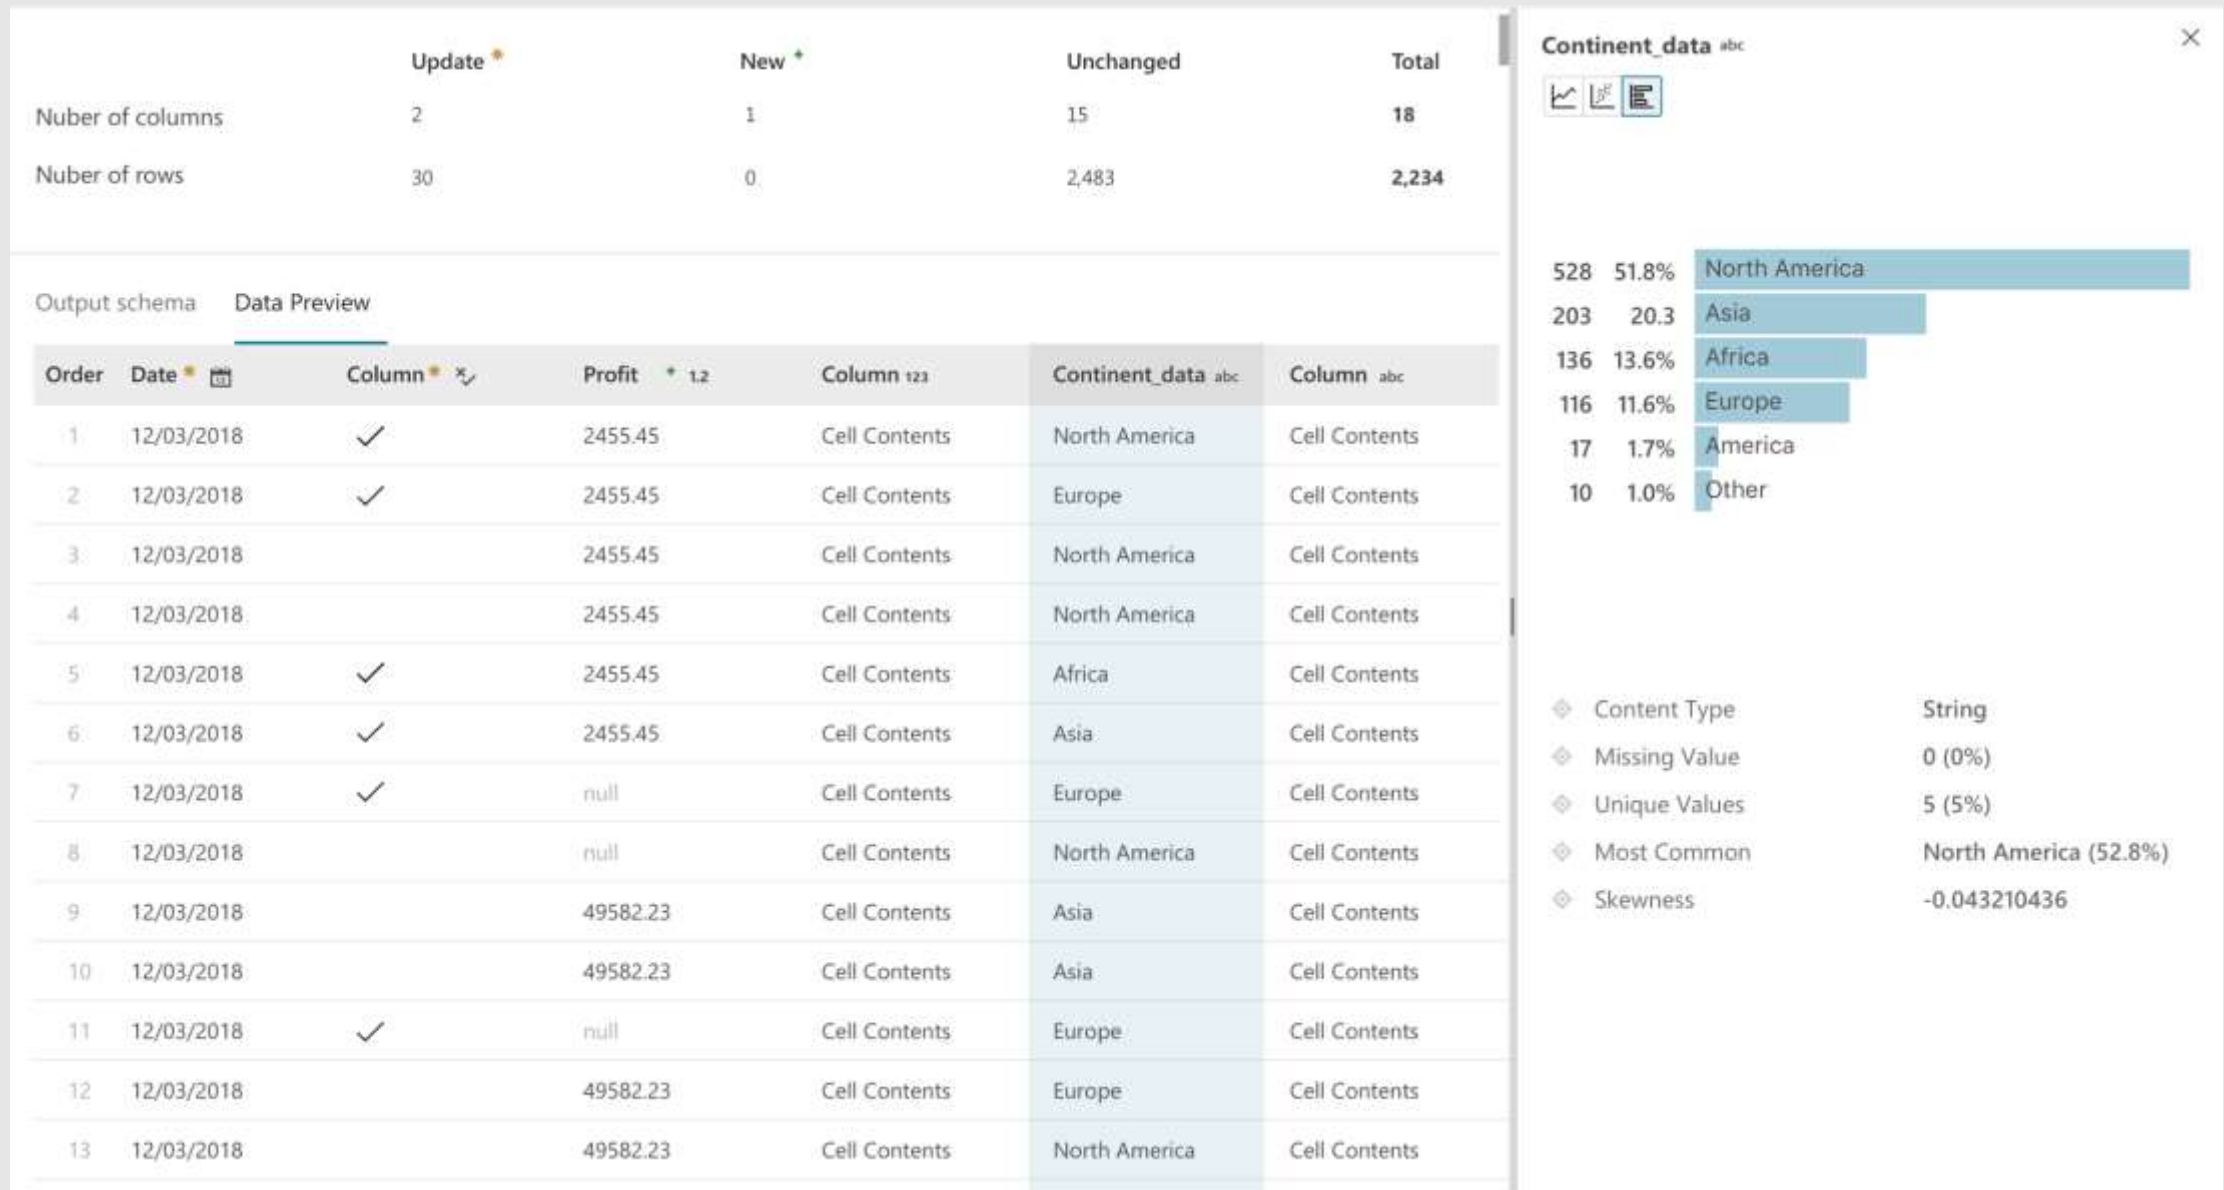 Update * New + Unchanged Total
Nuber of columns 2 1 15 18
Nuber of rows 30 0 2,483 2,234
Output schema Data Preview
Order Date * Column * Profit + 1.2 Column 123 Continent_data abc Column abc
1 12/03/2018 ✓ 2455.45 Cell Contents North America Cell Contents
2 12/03/2018 ✓ 2455.45 Cell Contents Europe Cell Contents
3 12/03/2018 2455.45 Cell Contents North America Cell Contents
4 12/03/2018 2455.45 Cell Contents North America Cell Contents
5 12/03/2018 ✓ 2455.45 Cell Contents Africa Cell Contents
6 12/03/2018 ✓ 2455.45 Cell Contents Asia Cell Contents
7 12/03/2018 ✓ null Cell Contents Europe Cell Contents
8 12/03/2018 null Cell Contents North America Cell Contents
9 12/03/2018 49582.23 Cell Contents Asia Cell Contents
10 12/03/2018 49582.23 Cell Contents Asia Cell Contents
11 12/03/2018 ✓ null Cell Contents Europe Cell Contents
12 12/03/2018 49582.23 Cell Contents Europe Cell Contents
13 12/03/2018 49582.23 Cell Contents North America Cell Contents
Continent_data abc
528 51.8% North America
203 20.3 Asia
136 13.6% Africa
116 11.6% Europe
17 1.7% America
10 1.0% Other
Content Type String
Missing Value 0 (0%)
Unique Values 5 (5%)
Most Common North America (52.8%)
Skewness -0.043210436